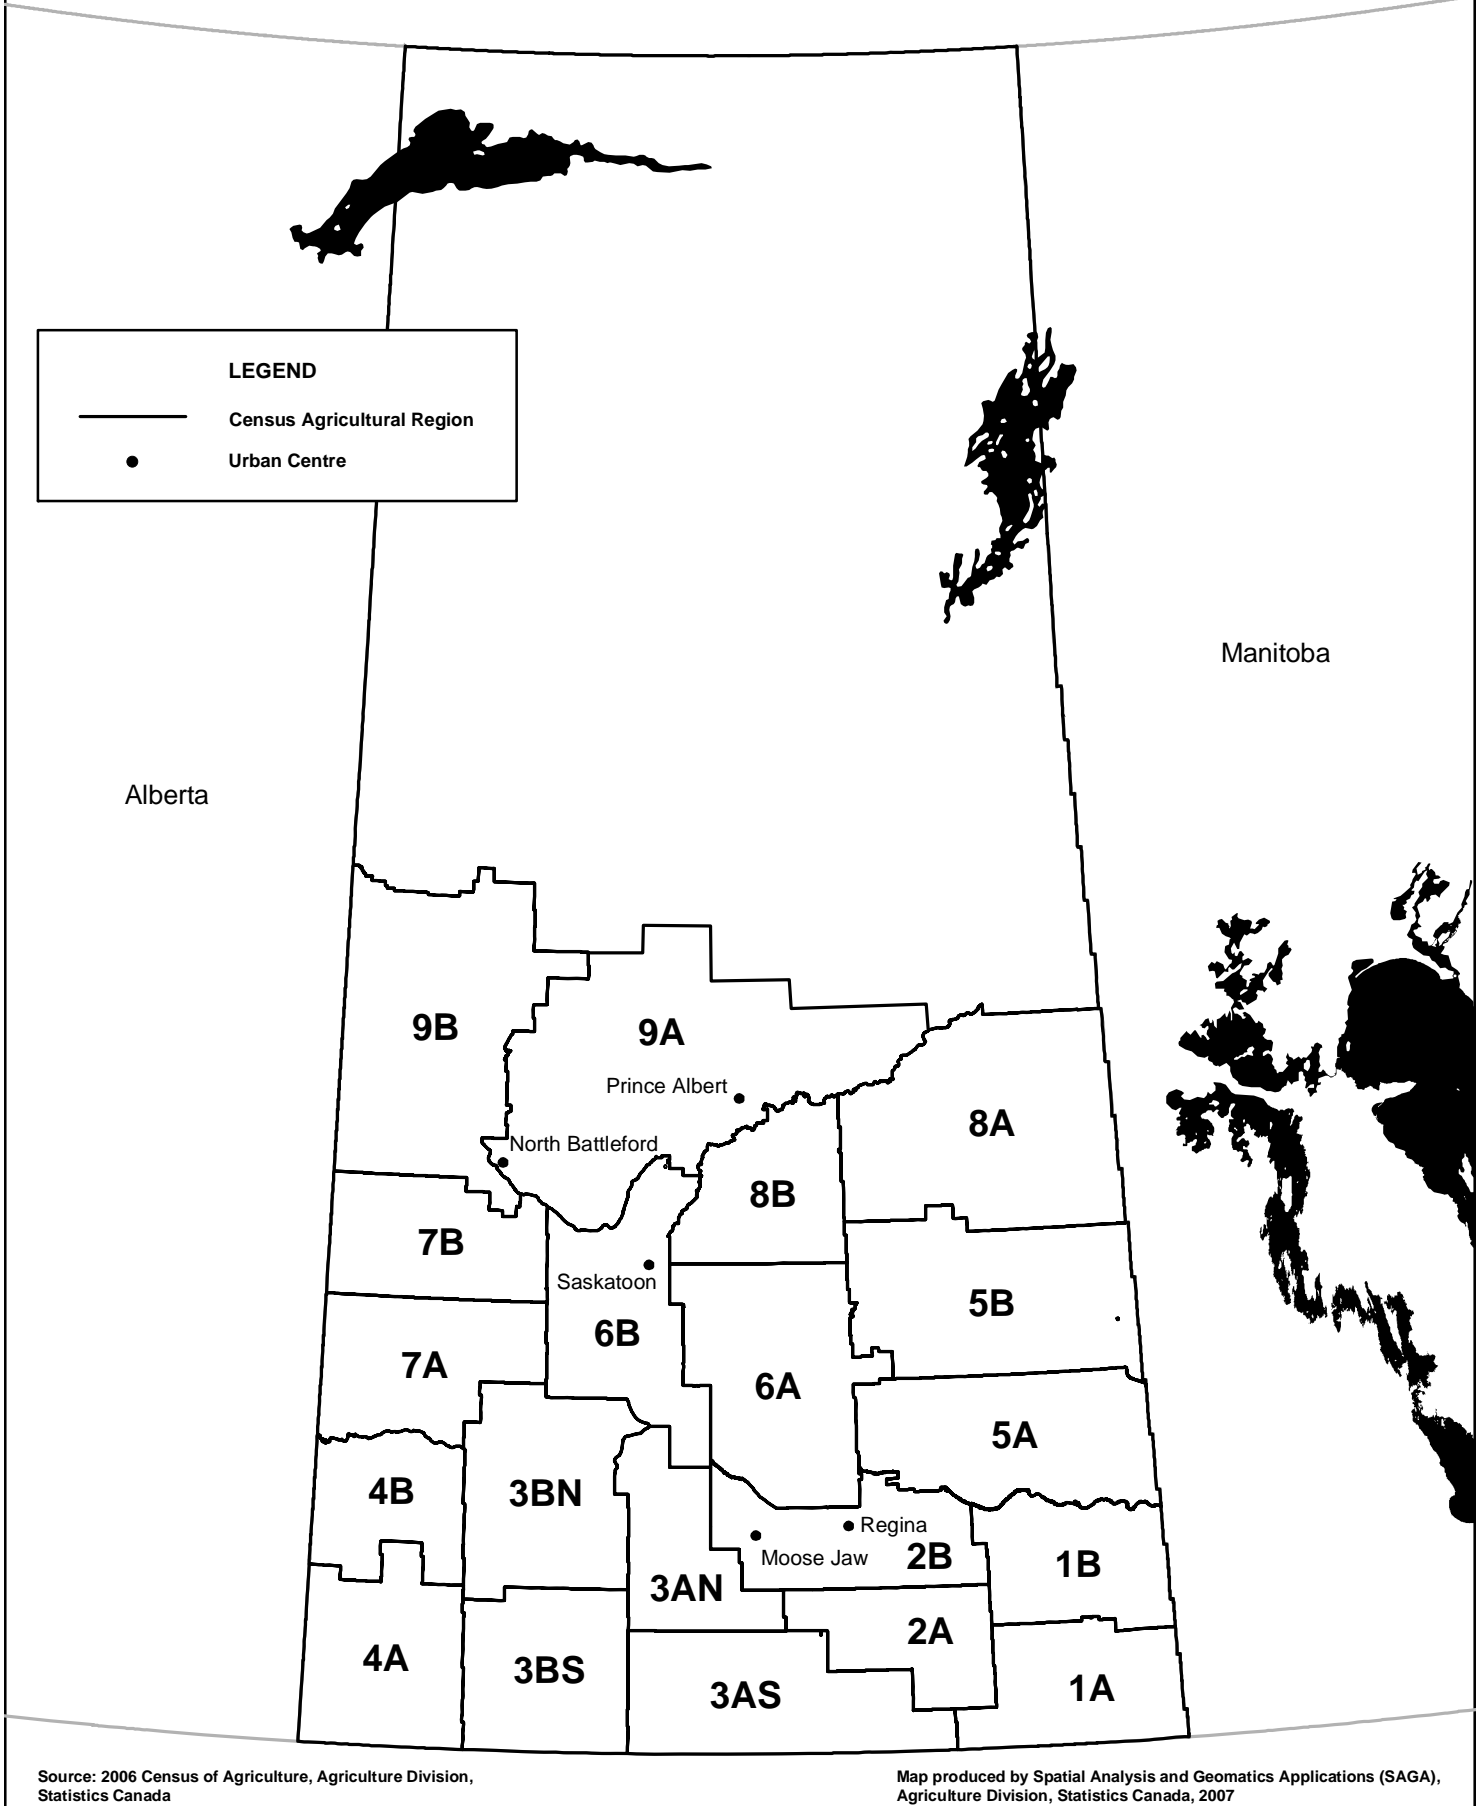 LEGEND
Census Agricultural Region
Urban Centre
Manitoba
Alberta
9B
9A
Prince Albert
8A
North Battleford
8B
7B
Saskatoon
5B
6B
7A
6A
5A
4B
3BN
Regina
Moose Jaw
2B
1B
3AN
2A
4A
3BS
1A
3AS
Source: 2006 Census of Agriculture, Agriculture Division,
Statistics Canada
Map produced by Spatial Analysis and Geomatics Applications (SAGA),
Agriculture Division, Statistics Canada, 2007